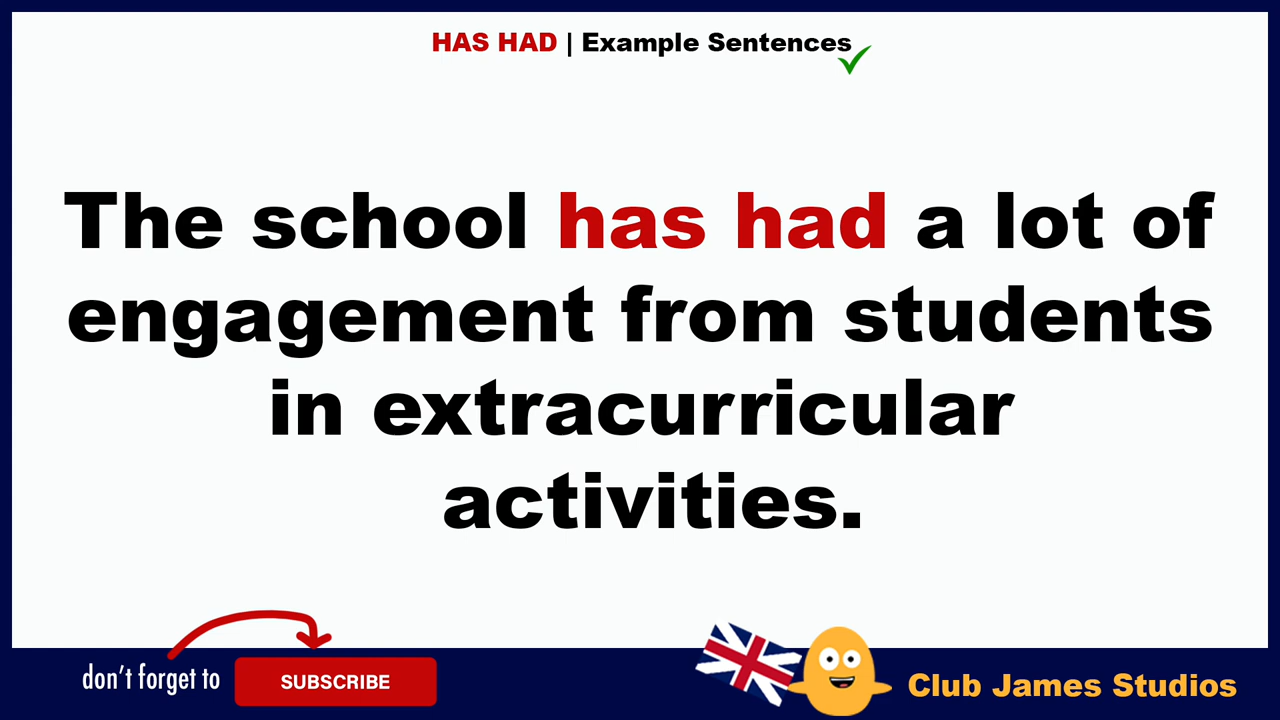 HAS HAD | Example Sentences
The school has had a lot of
engagement from students
in extracurricular
activities.
don't forget to
SUBSCRIBE
Club James Studios